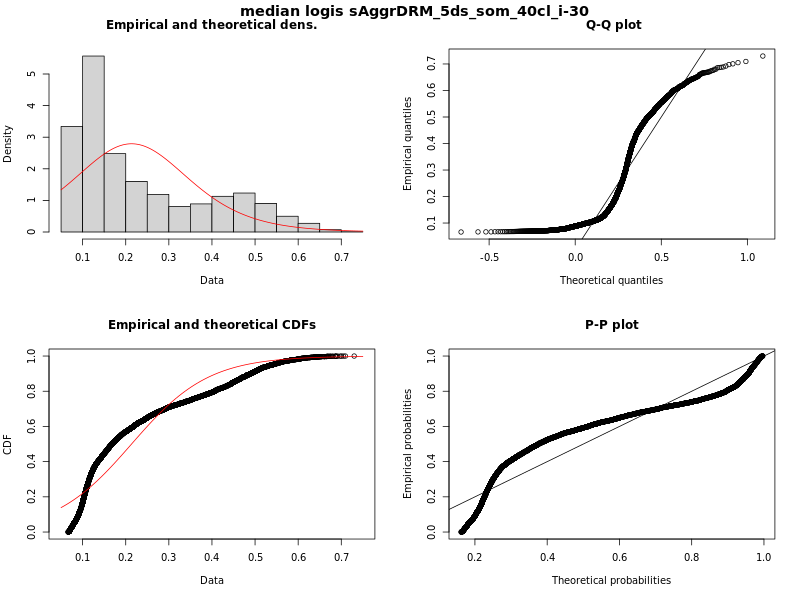 median logis sAggrDRM_5ds_som_40cl_i-30
Empirical and theoretical dens.
Density
0 1 2 3 4 5
0.1 0.2 0.3 0.4 0.5 0.6 0.7
Data
Q-Q plot
Empirical quantiles
0.1 0.2 0.3 0.4 0.5 0.6 0.7
-0.5 0.0 0.5 1.0
Theoretical quantiles
Empirical and theoretical CDFs
CDF
0.0 0.2 0.4 0.6 0.8 1.0
0.1 0.2 0.3 0.4 0.5 0.6 0.7
Data
P-P plot
Empirical probabilities
0.0 0.2 0.4 0.6 0.8 1.0
0.2 0.4 0.6 0.8 1.0
Theoretical probabilities